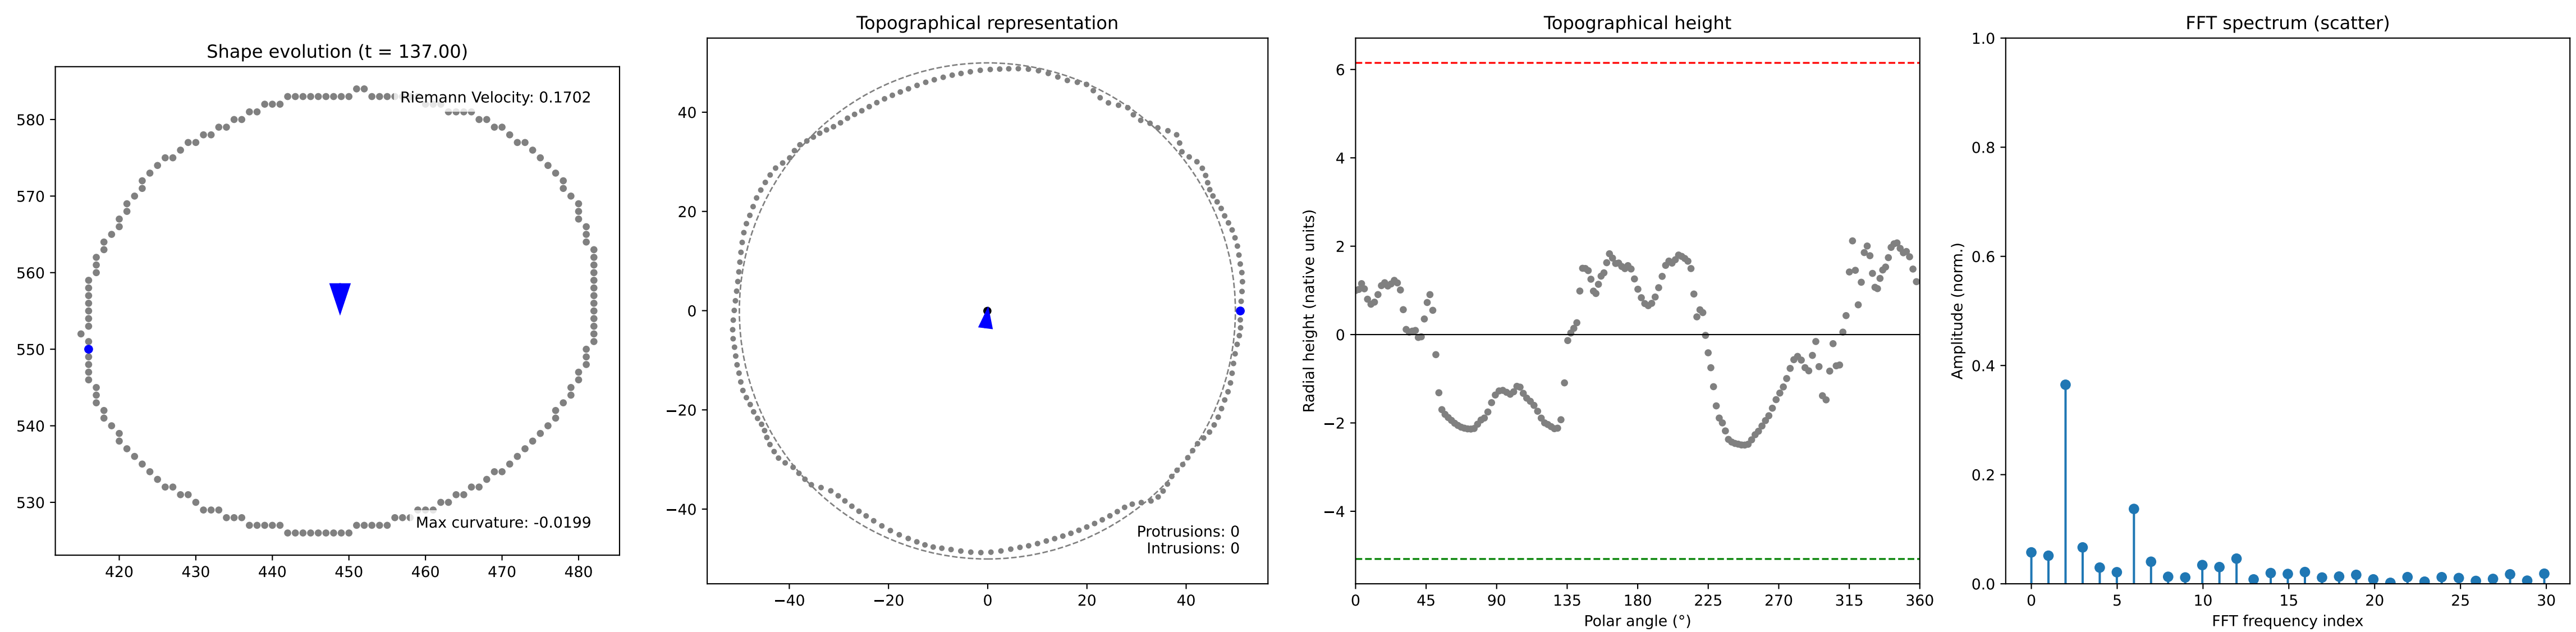 Shape evolution (t = 137.00)
Riemann Velocity: 0.1702
Max curvature: -0.0199
580
570
560
550
540
530
420 430 440 450 460 470 480
Topographical representation
Protrusions: 0
Intrusions: 0
40
20
0
−20
−40
−40 −20 0 20 40
Topographical height
Radial height (native units)
6
4
2
0
−2
−4
0 45 90 135 180 225 270 315 360
Polar angle (°)
FFT spectrum (scatter)
Amplitude (norm.)
1.0
0.8
0.6
0.4
0.2
0.0
0 5 10 15 20 25 30
FFT frequency index